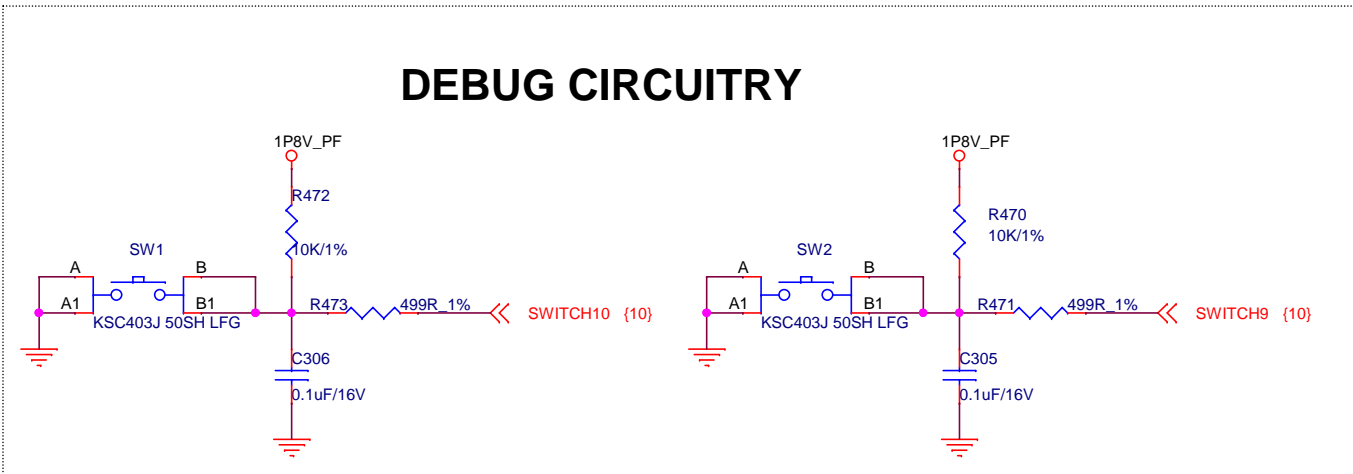 DEBUG CIRCUITRY
1P8V_PF
R472
10K/1%
SW1
A
B
A1
B1
KSC403J 50SH LFG
R473
499R_1%
SWITCH10 {10}
C306
0.1uF/16V
1P8V_PF
R470
10K/1%
SW2
A
B
A1
B1
KSC403J 50SH LFG
R471
499R_1%
SWITCH9 {10}
C305
0.1uF/16V